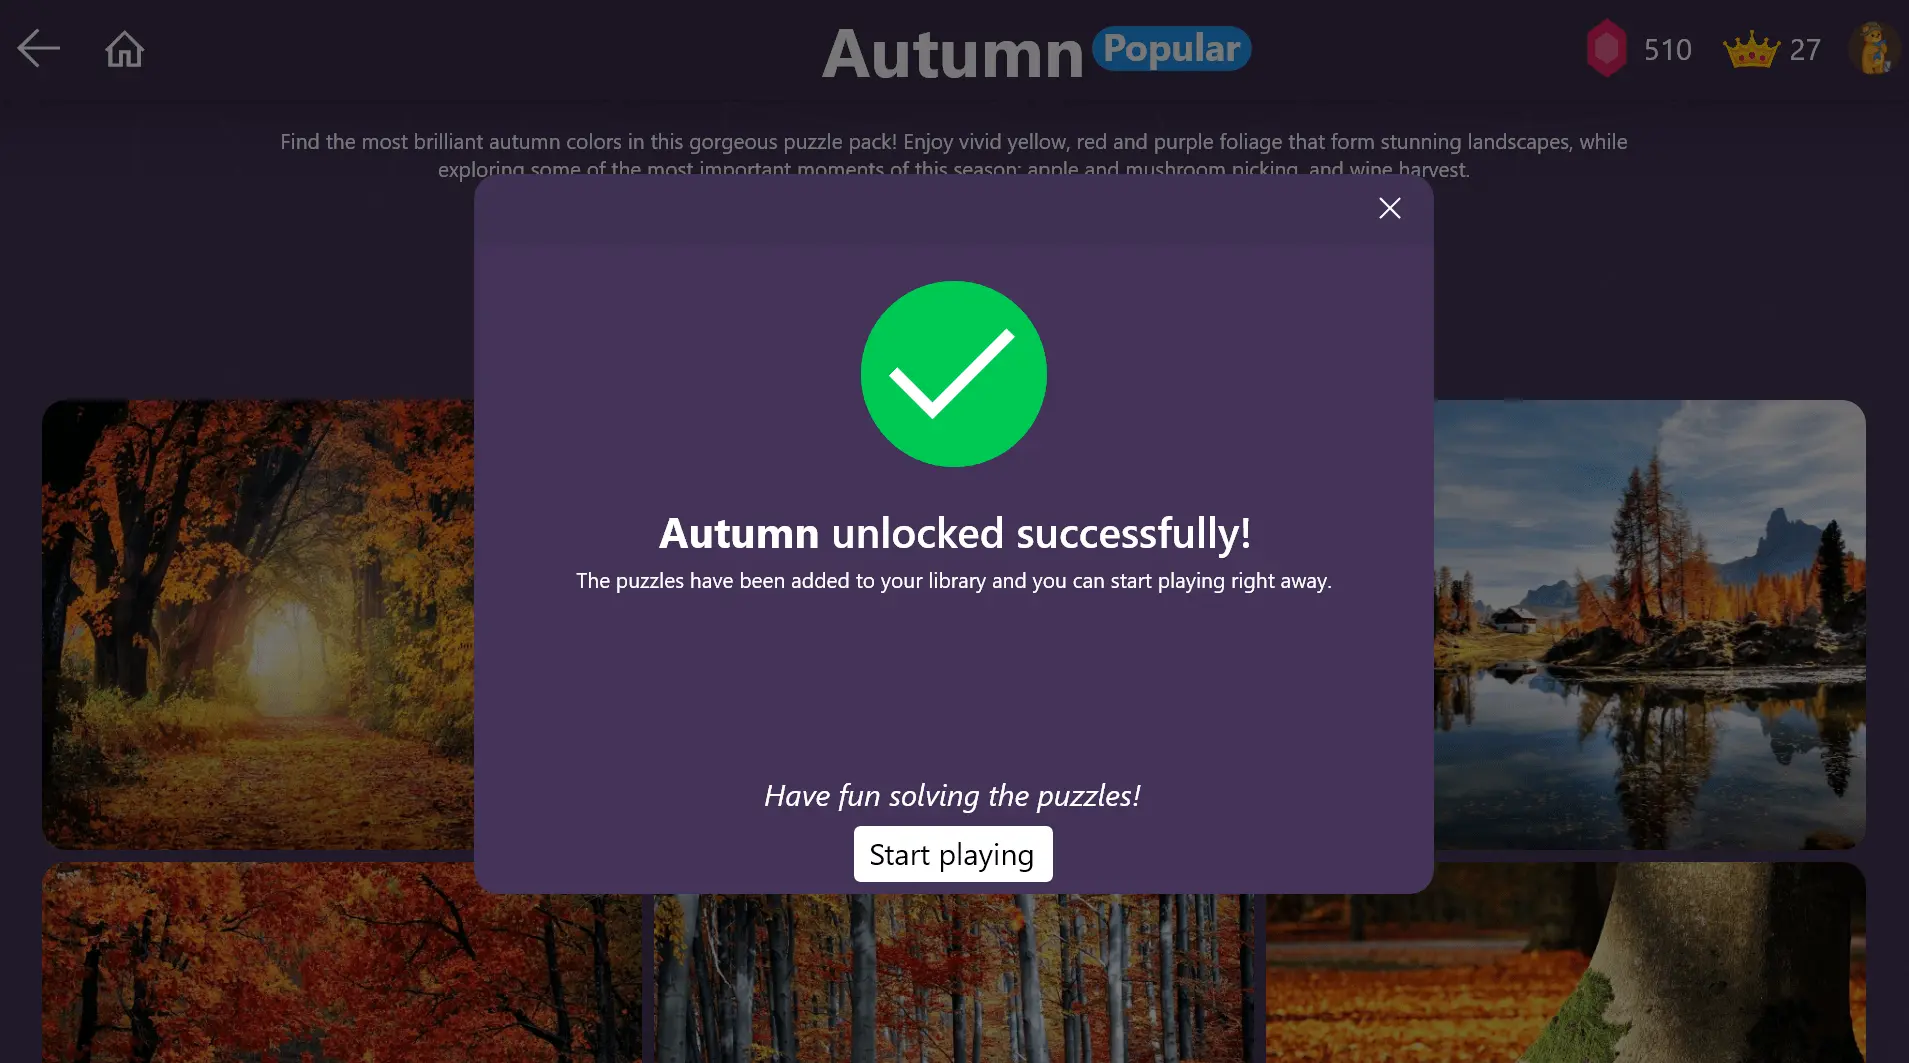 Autumn Popular
510
27
Find the most brilliant autumn colors in this gorgeous puzzle pack! Enjoy vivid yellow, red and purple foliage that form stunning landscapes, while
exploring some of the most important moments of this season: apple and mushroom picking, and wine harvest.
Autumn unlocked successfully!
The puzzles have been added to your library and you can start playing right away.
Have fun solving the puzzles!
Start playing